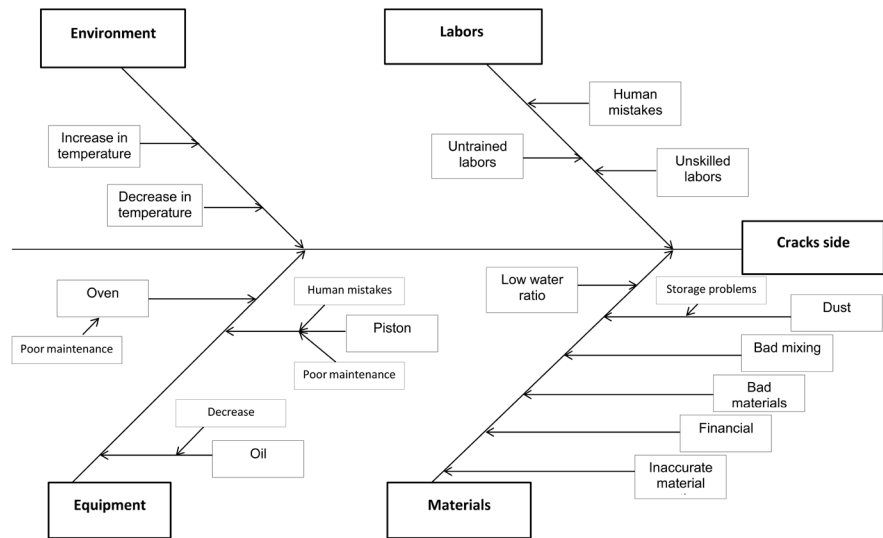 Environment
Labors
Human
mistakes
Increase in
temperature
Untrained
labors
Unskilled
labors
Decrease in
temperature
Cracks side
Low water
ratio
Storage problems
Human mistakes
Oven
Dust
Piston
Poor maintenance
Bad mixing
Poor maintenance
Bad
materials
Decrease
Financial
Oil
Inaccurate
material
Equipment
Materials